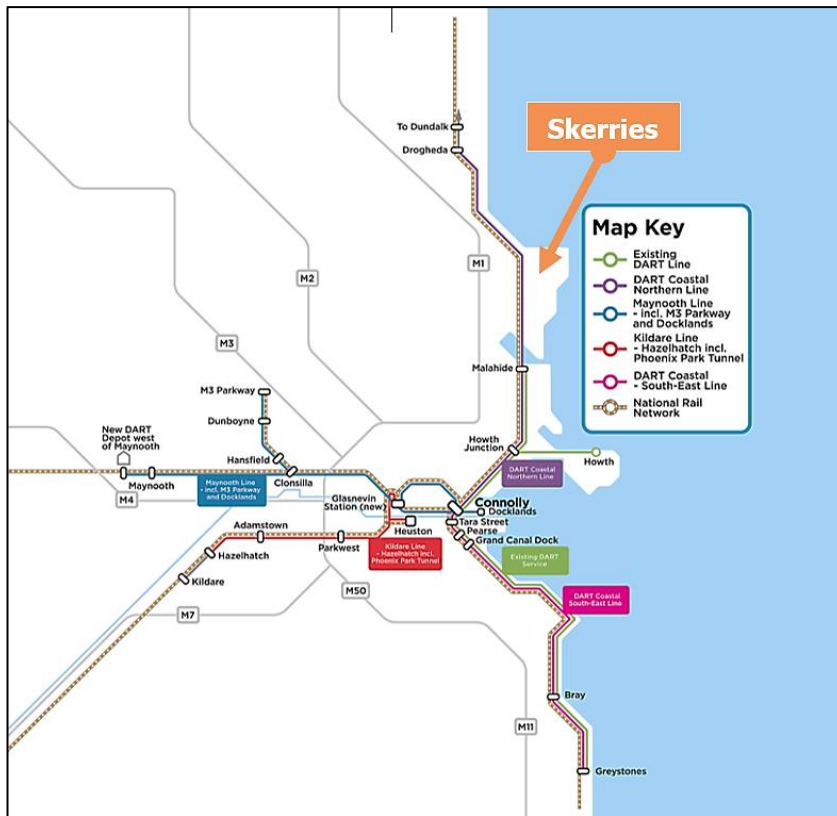 To Dundalk
Drogheda
Skerries
Map Key
Existing
DART Line
DART Coastal
Northern Line
Maynooth Line
- incl. M3 Parkway
and Docklands
Kildare Line
- Hazelhatch incl.
Phoenix Park Tunnel
DART Coastal
- South-East Line
National Rail
Network
M1
M2
M3
Malahide
M3 Parkway
Dunboyne
New DART
Depot west
of Maynooth
Hansfield
Howth
Junction
Howth
Maynooth
Clonsilla
DART Coastal
Northern Line
M4
Maynooth Line
- incl. M3 Parkway
and Docklands
Glasnevin
Station (new)
Connolly
Docklands
Heuston
Tara Street
Pearse
Grand Canal Dock
Adamstown
Parkwest
Hazelhatch
Kildare Line
- Hazelhatch incl.
Phoenix Park Tunnel
Existing DART
Service
Kildare
M50
M7
DART Coastal
South-East Line
Bray
M11
Greystones